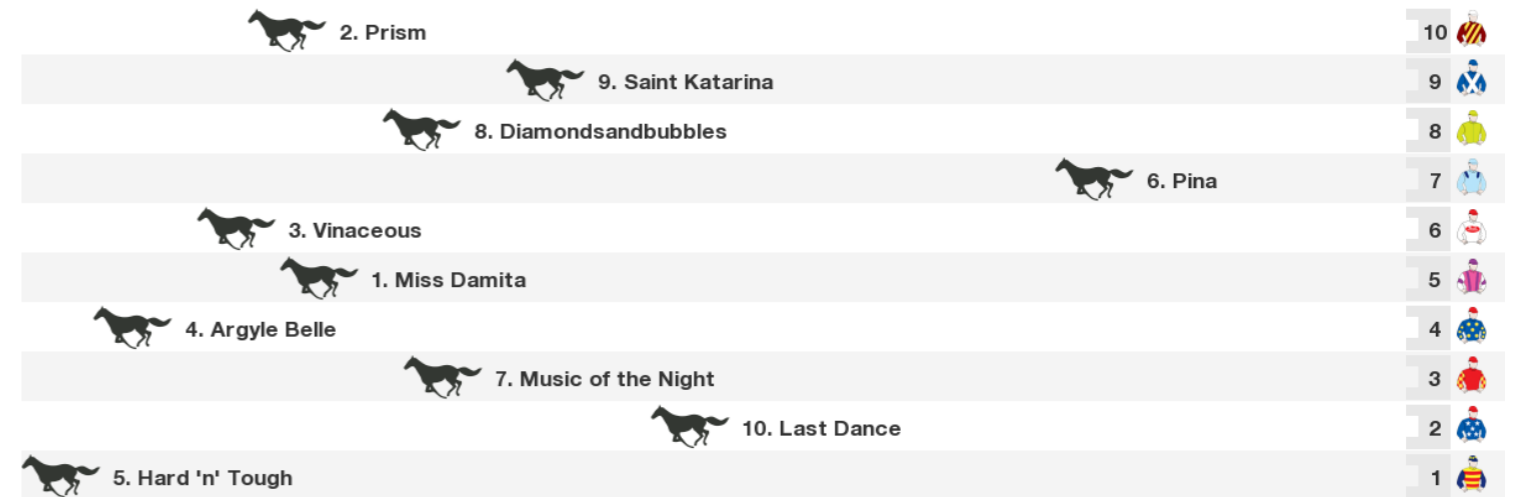 2. Prism 10
9. Saint Katarina 9
8. Diamondsandbubbles 8
6. Pina 7
3. Vinaceous 6
1. Miss Damita 5
4. Argyle Belle 4
7. Music of the Night 3
10. Last Dance 2
5. Hard 'n' Tough 1